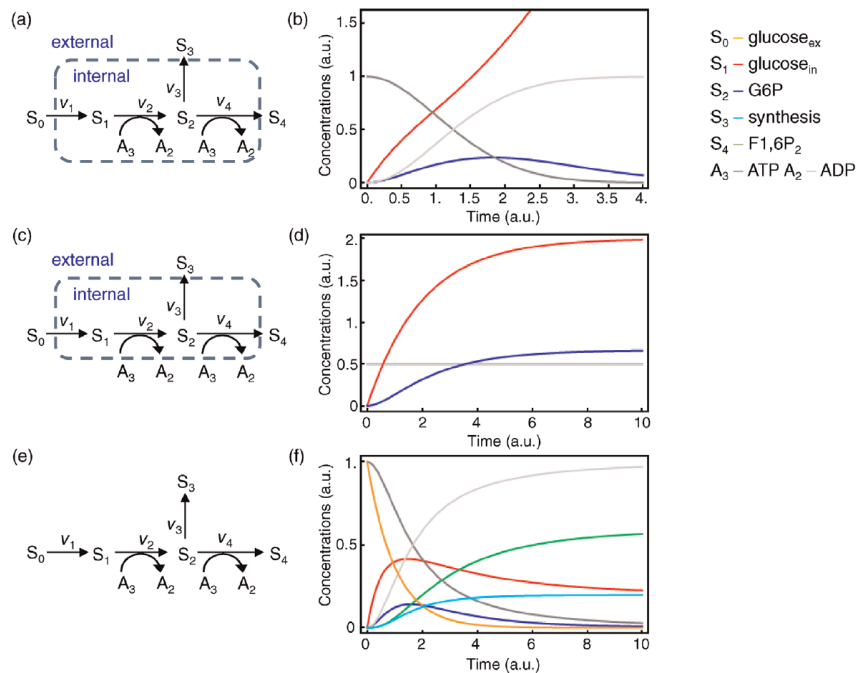 (a)
external
internal
S3
v3
S0 v1 S1 v2 S2 v4 S4
A3 A2 A3 A2
(b)
Concentrations (a.u.)
1.5
1
0.5
0
0. 0.5 1. 1.5 2. 2.5 3. 3.5 4.
Time (a.u.)
S0 – glucose_ex
S1 – glucose_in
S2 – G6P
S3 – synthesis
S4 – F1,6P2
A3 – ATP A2 – ADP
(c)
external
internal
S3
v3
S0 v1 S1 v2 S2 v4 S4
A3 A2 A3 A2
(d)
Concentrations (a.u.)
2.
1.5
1.
0.5
0
0 2 4 6 8 10
Time (a.u.)
(e)
S3
v3
S0 v1 S1 v2 S2 v4 S4
A3 A2 A3 A2
(f)
Concentrations (a.u.)
1.
0.5
0
0 2 4 6 8 10
Time (a.u.)